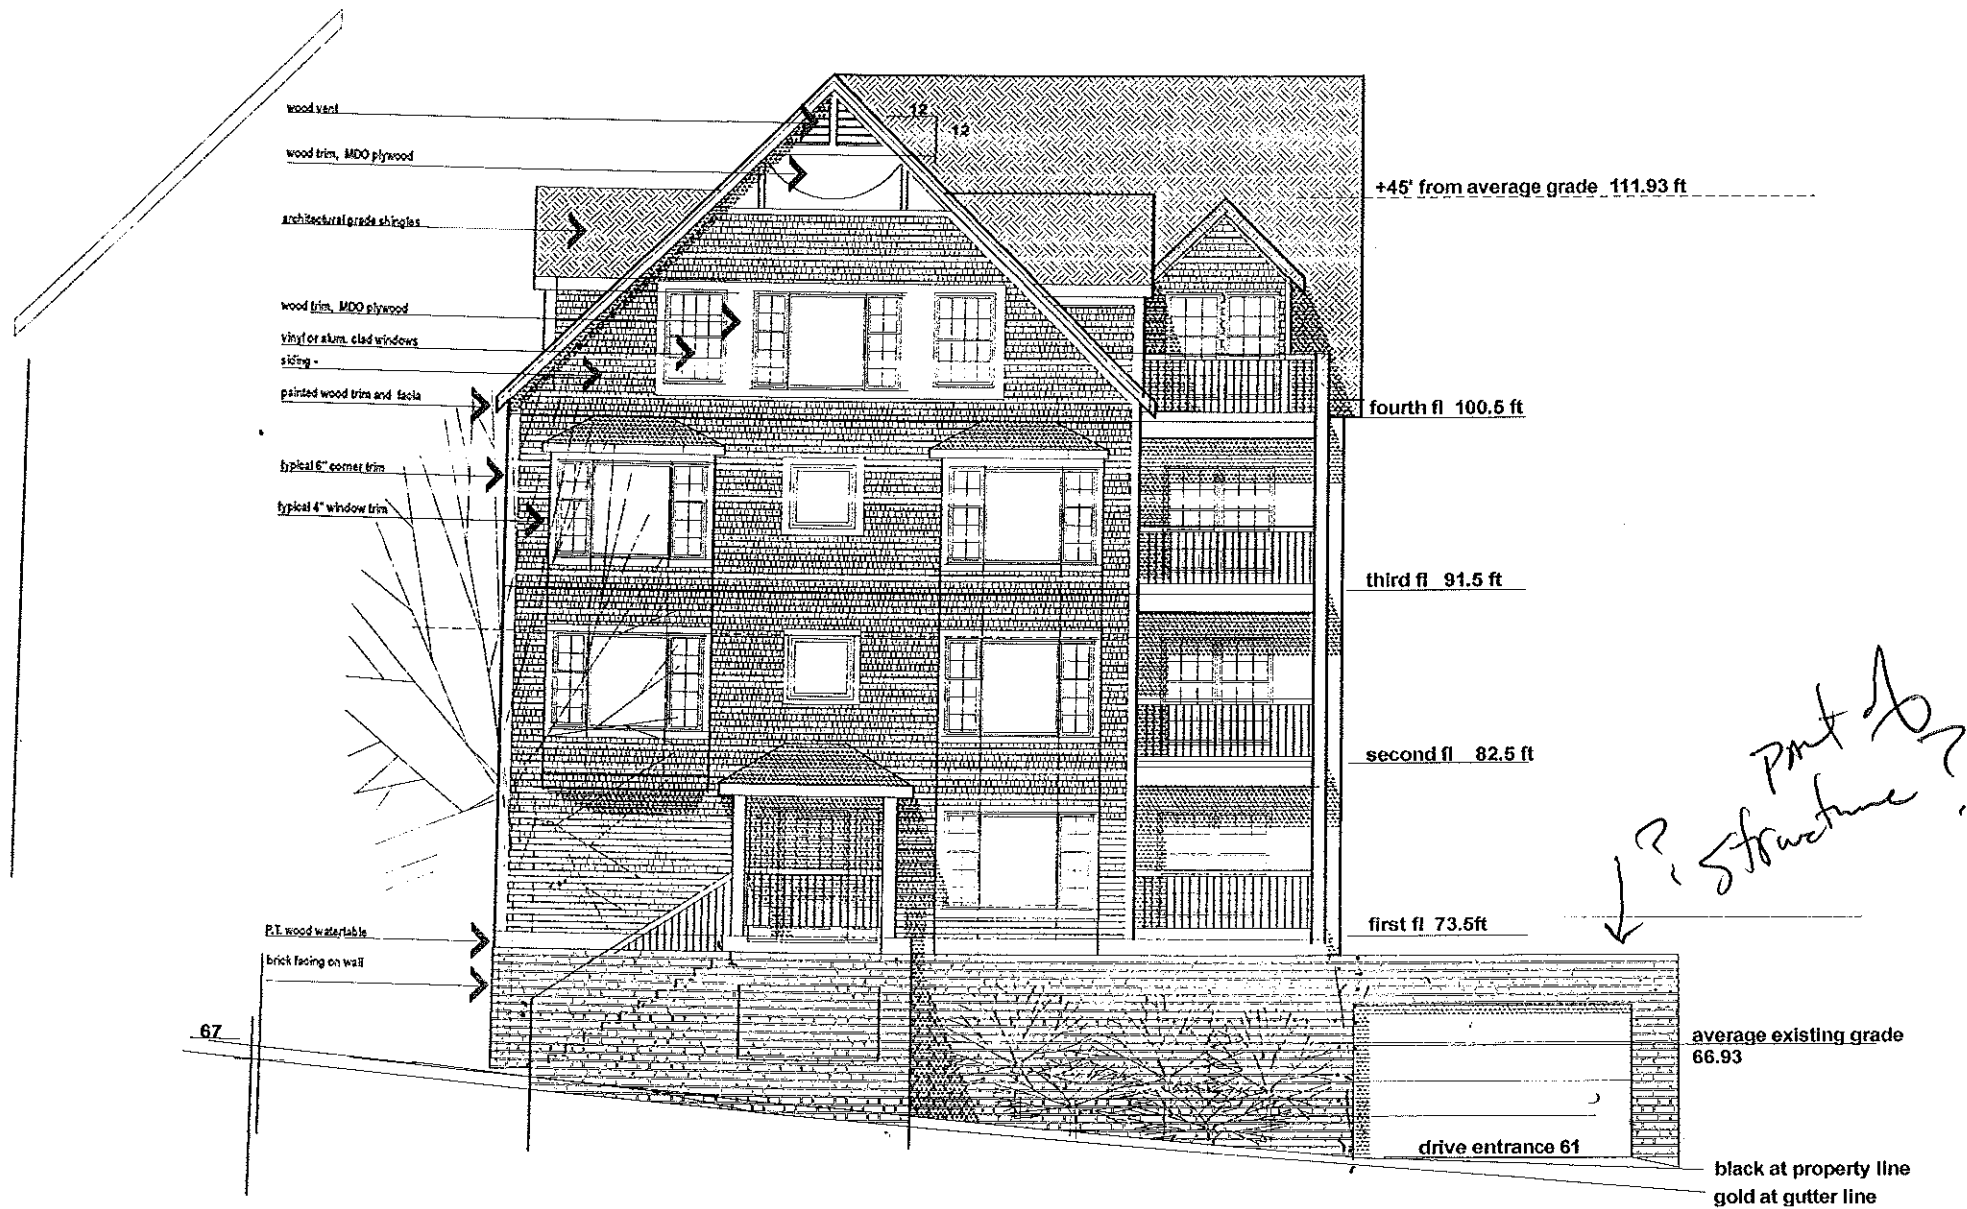 wood vent
wood trim, MDO plywood
architectural grade shingles
wood trim, MDO plywood
vinyl or alum. clad windows
siding -
painted wood trim and facia
typical 6" corner trim
typical 4" window trim
P.T. wood watertable
brick facing on wall
67
12
12
+45' from average grade 111.93 ft
fourth fl 100.5 ft
third fl 91.5 ft
second fl 82.5 ft
first fl 73.5ft
part of
? structure ?
average existing grade
66.93
drive entrance 61
black at property line
gold at gutter line